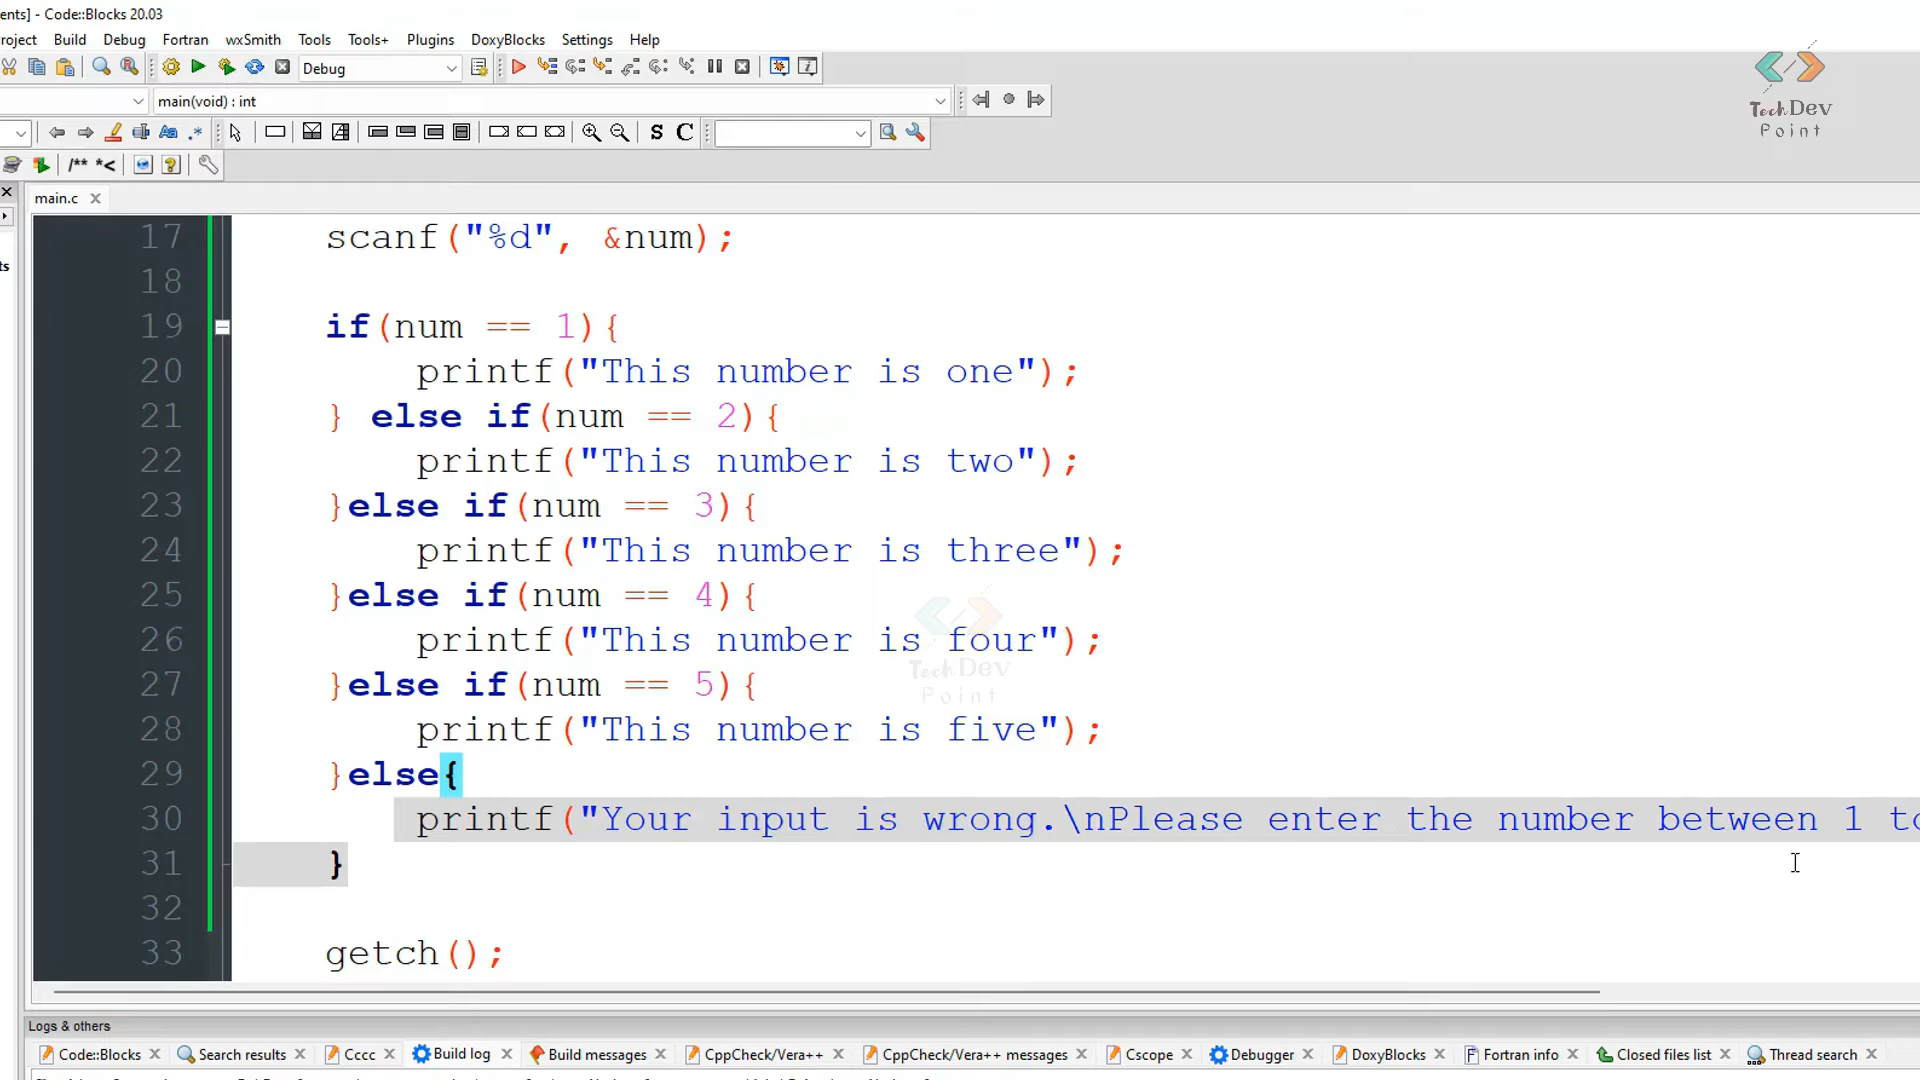 ents] - Code::Blocks 20.03
roject Build Debug Fortran wxSmith Tools Tools+ Plugins DoxyBlocks Settings Help
Debug
main(void) : int
S C
/** *<
TechDev
Point
main.c
ts
17 scanf("%d", &num);
18
19 if(num == 1){
20 printf("This number is one");
21 } else if(num == 2){
22 printf("This number is two");
23 }else if(num == 3){
24 printf("This number is three");
25 }else if(num == 4){
26 printf("This number is four");
27 }else if(num == 5){
28 printf("This number is five");
29 }else{
30 printf("Your input is wrong.\nPlease enter the number between 1 to
31 }
32
33 getch();
TechDev
Point
Logs & others
Code::Blocks Search results Cccc Build log Build messages CppCheck/Vera++ CppCheck/Vera++ messages Cscope Debugger DoxyBlocks Fortran info Closed files list Thread search